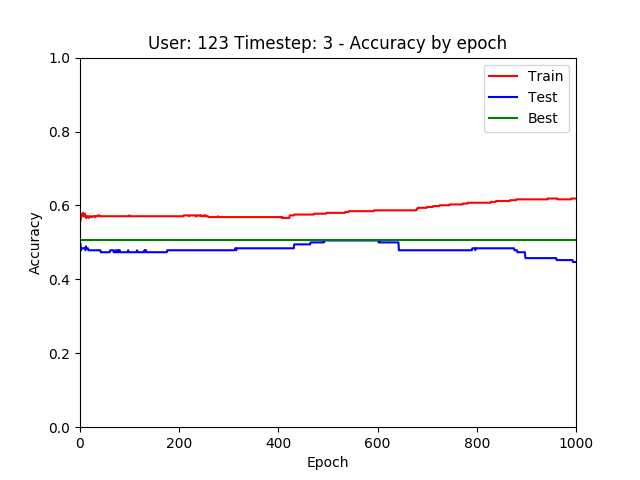 User: 123 Timestep: 3 - Accuracy by epoch
1.0
0.8
0.6
0.4
0.2
0.0
Accuracy
Train
Test
Best
0 200 400 600 800 1000
Epoch